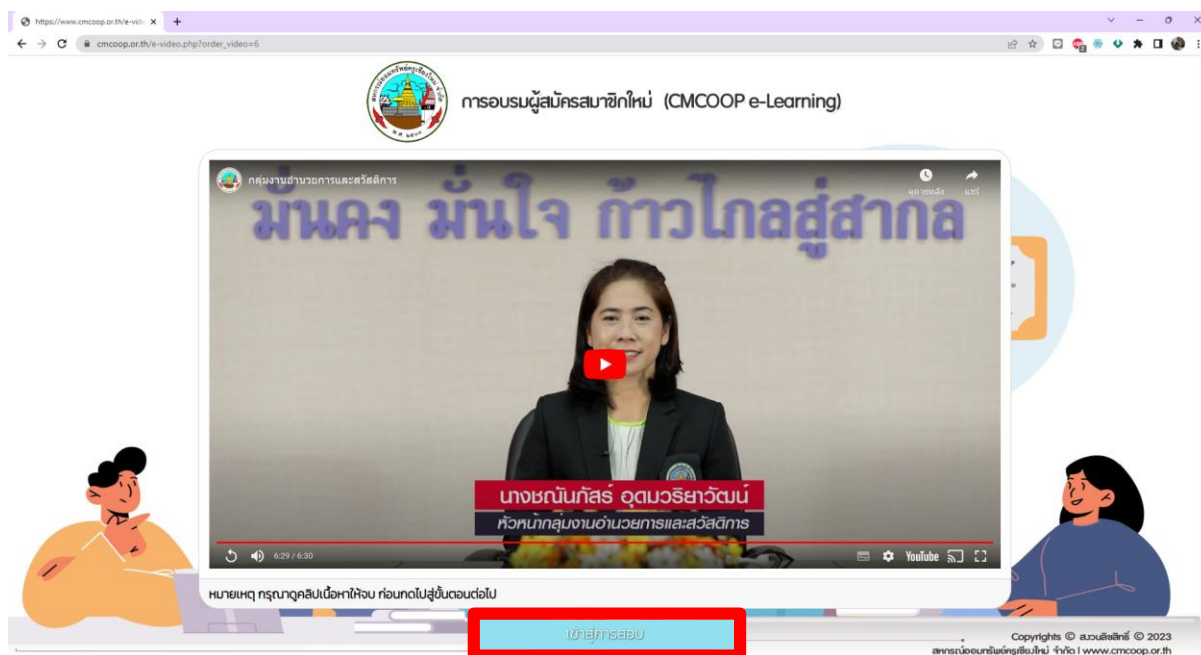 https://www.cmcoop.or.th/e-vide
cmcoop.or.th/e-video.php?order_video=6
การอบรมผู้สมัครสมาชิกใหม่ (CMCOOP e-Learning)
กลุ่มงานอำนวยการและสวัสดิการ
ดูภายหลัง
แชร์
มั่นคง มั่นใจ ก้าวไกลสู่สากล
นางชณันภัสร์ อุดมวริยาวัฒน์
หัวหน้ากลุ่มงานอำนวยการและสวัสดิการ
6:29 / 6:30
YouTube
หมายเหตุ กรุณาดูคลิปเนื้อหาให้จบ ก่อนกดไปสู่ขั้นตอนต่อไป
เข้าสู่การสอบ
Copyrights © สงวนลิขสิทธิ์ © 2023
สหกรณ์ออมทรัพย์ครูเชียงใหม่ จำกัด | www.cmcoop.or.th